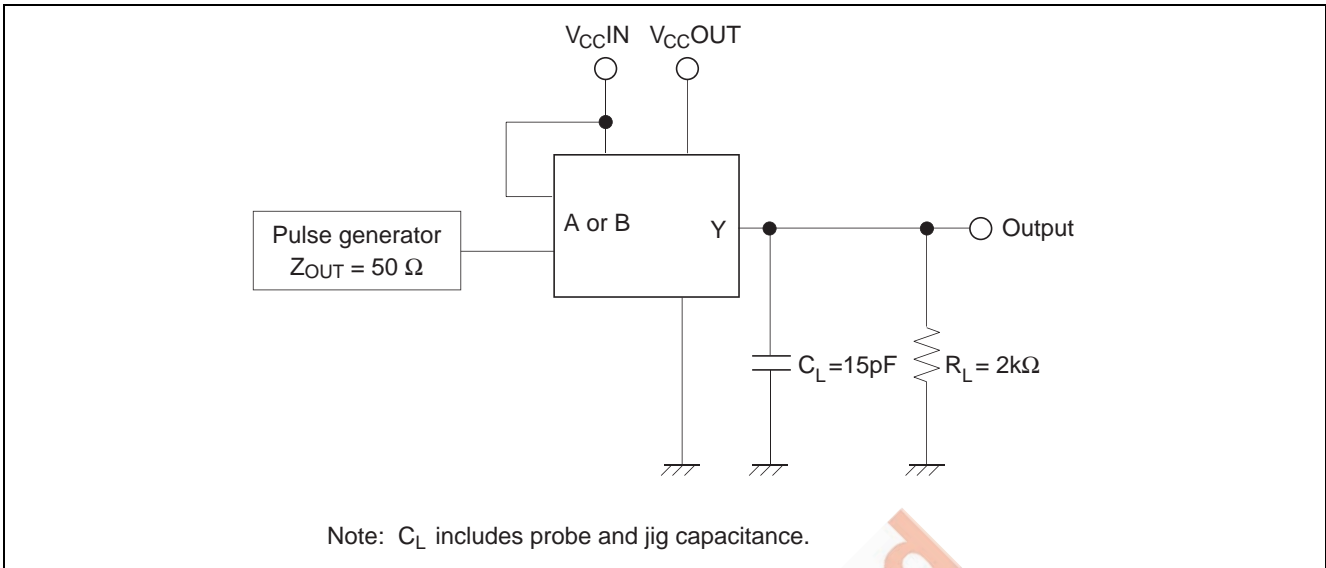 VCCIN VCCOUT
A or B
Y
Output
Pulse generator
ZOUT = 50 Ω
CL=15pF
RL = 2kΩ
Note: CL includes probe and jig capacitance.